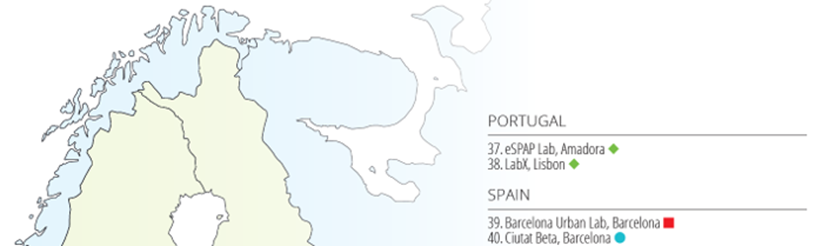 PORTUGAL
37. eSPAP Lab, Amadora
38. LabX, Lisbon
SPAIN
39. Barcelona Urban Lab, Barcelona
40. Ciutat Beta, Barcelona